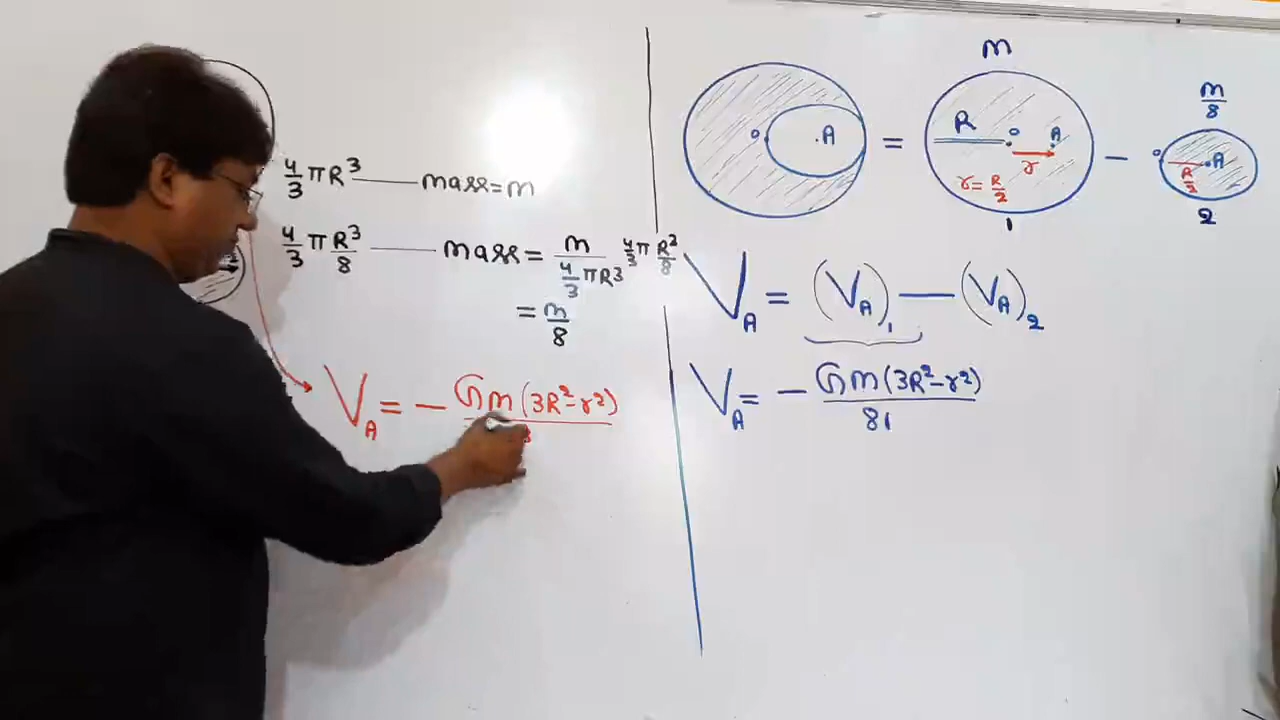 4/3 πR³ —— mass = m
4/3 π R³/8 —— mass = m/(4/3 πR³) 4/3 π R³/8
= m/8
V_A = - Gm(3R²-r²)
m
m/8
O
A
=
R
O
A
r
r = R/2
1
-
O
R/2
A
2
V_A = (V_A)₁ — (V_A)₂
V_A = - Gm(3R²-r²)/81